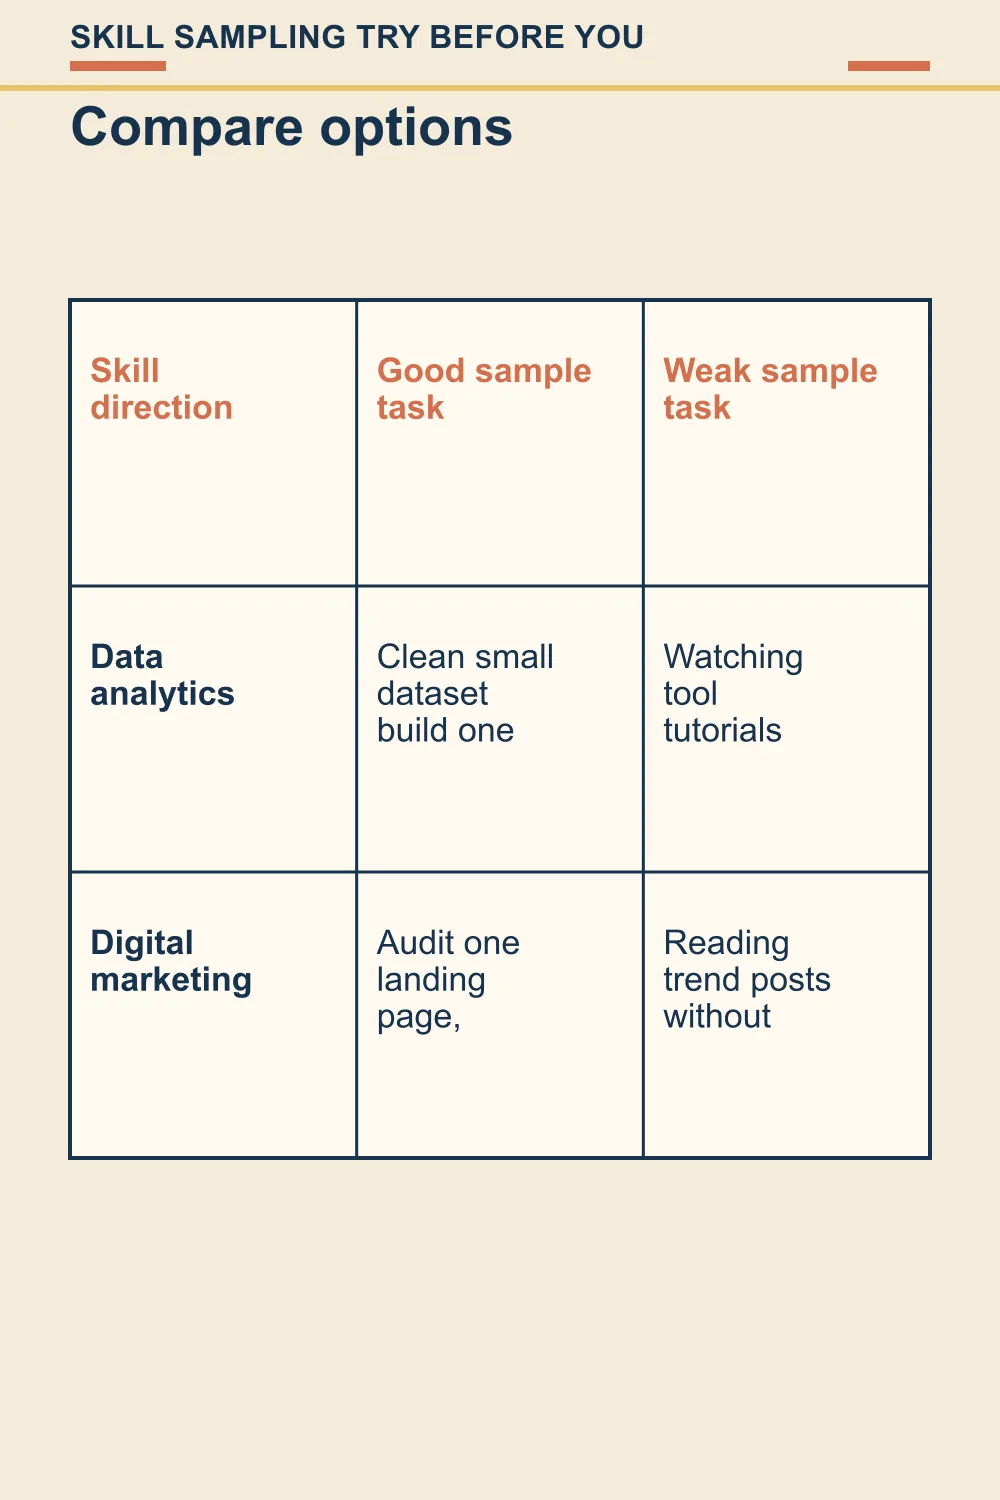 SKILL SAMPLING TRY BEFORE YOU
Compare options
Skill
direction
Good sample
task
Weak sample
task
Data
analytics
Clean small
dataset
build one
Watching
tool
tutorials
Digital
marketing
Audit one
landing
page,
Reading
trend posts
without